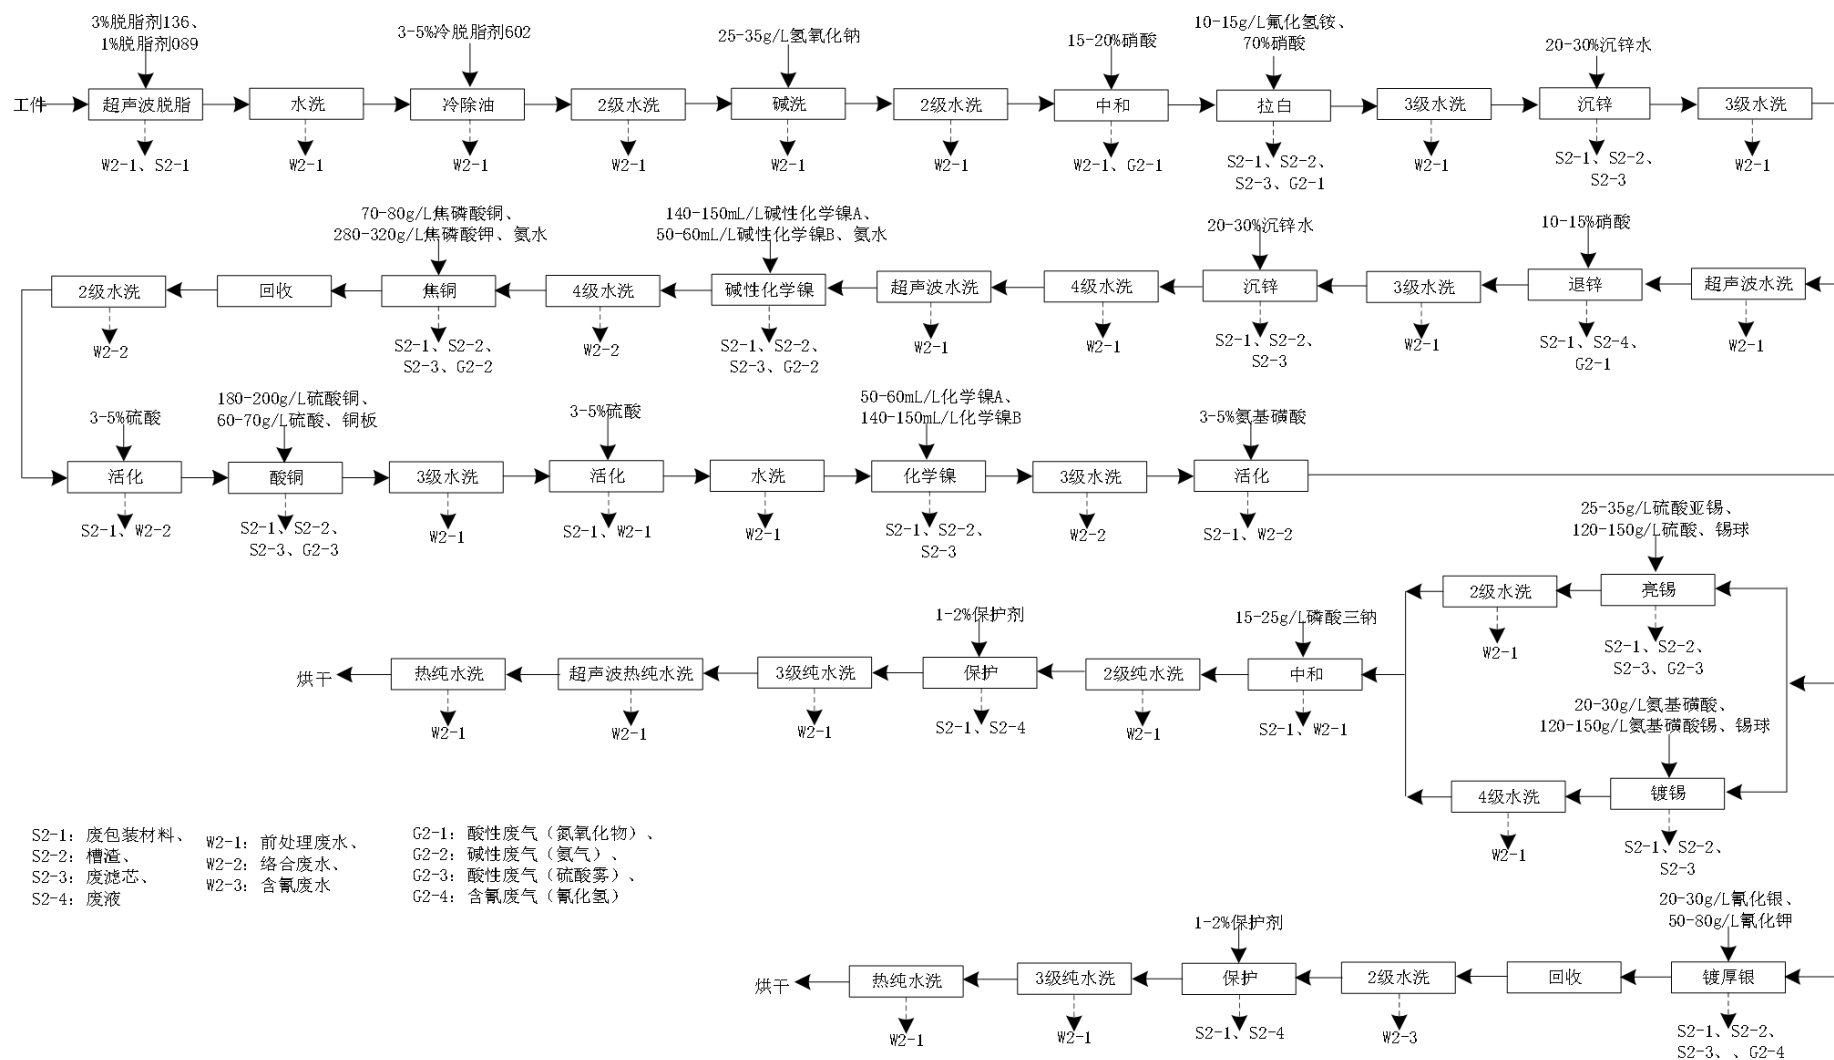 3%脱脂剂136、
1%脱脂剂089
3-5%冷脱脂剂602
25-35g/L氢氧化钠
15-20%硝酸
10-15g/L氟化氢铵、
70%硝酸
20-30%沉锌水
工件
超声波脱脂
水洗
冷除油
2级水洗
碱洗
2级水洗
中和
拉白
3级水洗
沉锌
3级水洗
W2-1、S2-1
W2-1
W2-1
W2-1
W2-1
W2-1
W2-1、G2-1
S2-1、S2-2、
S2-3、G2-1
W2-1
S2-1、S2-2、
S2-3
W2-1
70-80g/L焦磷酸铜、
280-320g/L焦磷酸钾、氨水
140-150mL/L碱性化学镍A、
50-60mL/L碱性化学镍B、氨水
20-30%沉锌水
10-15%硝酸
2级水洗
回收
焦铜
4级水洗
碱性化学镍
超声波水洗
4级水洗
沉锌
3级水洗
退锌
超声波水洗
W2-2
S2-1、S2-2、
S2-3、G2-2
W2-2
S2-1、S2-2、
S2-3、G2-2
W2-1
W2-1
S2-1、S2-2、
S2-3
W2-1
S2-1、S2-4、
G2-1
W2-1
3-5%硫酸
180-200g/L硫酸铜、
60-70g/L硫酸、铜板
3-5%硫酸
50-60mL/L化学镍A、
140-150mL/L化学镍B
3-5%氨基磺酸
活化
酸铜
3级水洗
活化
水洗
化学镍
3级水洗
活化
S2-1、W2-2
S2-1、S2-2、
S2-3、G2-3
W2-1
S2-1、W2-1
W2-1
S2-1、S2-2、
S2-3
W2-2
S2-1、W2-2
25-35g/L硫酸亚锡、
120-150g/L硫酸、锡球
2级水洗
亮锡
W2-1
S2-1、S2-2、
S2-3、G2-3
1-2%保护剂
15-25g/L磷酸三钠
烘干
热纯水洗
超声波热纯水洗
3级纯水洗
保护
2级纯水洗
中和
W2-1
W2-1
W2-1
S2-1、S2-4
W2-1
S2-1、W2-1
20-30g/L氨基磺酸、
120-150g/L氨基磺酸锡、锡球
4级水洗
镀锡
W2-1
S2-1、S2-2、
S2-3
S2-1：废包装材料、
S2-2：槽渣、
S2-3：废滤芯、
S2-4：废液
W2-1：前处理废水、
W2-2：络合废水、
W2-3：含氰废水
G2-1：酸性废气（氮氧化物）、
G2-2：碱性废气（氨气）、
G2-3：酸性废气（硫酸雾）、
G2-4：含氰废气（氰化氢）
1-2%保护剂
20-30g/L氰化银、
50-80g/L氰化钾
烘干
热纯水洗
3级纯水洗
保护
2级水洗
回收
镀厚银
W2-1
W2-1
S2-1、S2-4
W2-3
S2-1、S2-2、
S2-3、、G2-4